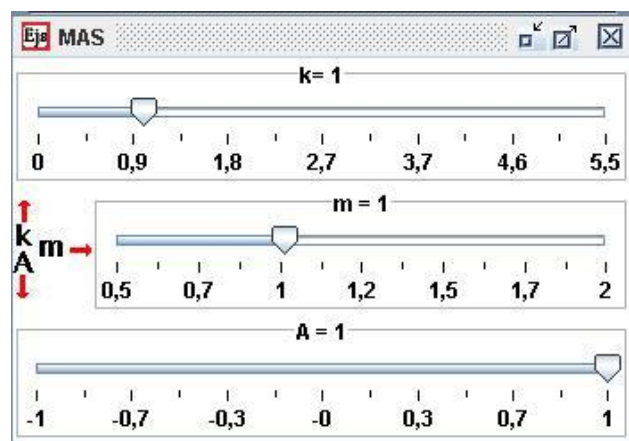 Ejs MAS
k= 1
0 0,9 1,8 2,7 3,7 4,6 5,5
m = 1
k
m
A
0,5 0,7 1 1,2 1,5 1,7 2
A = 1
-1 -0,7 -0,3 -0 0,3 0,7 1